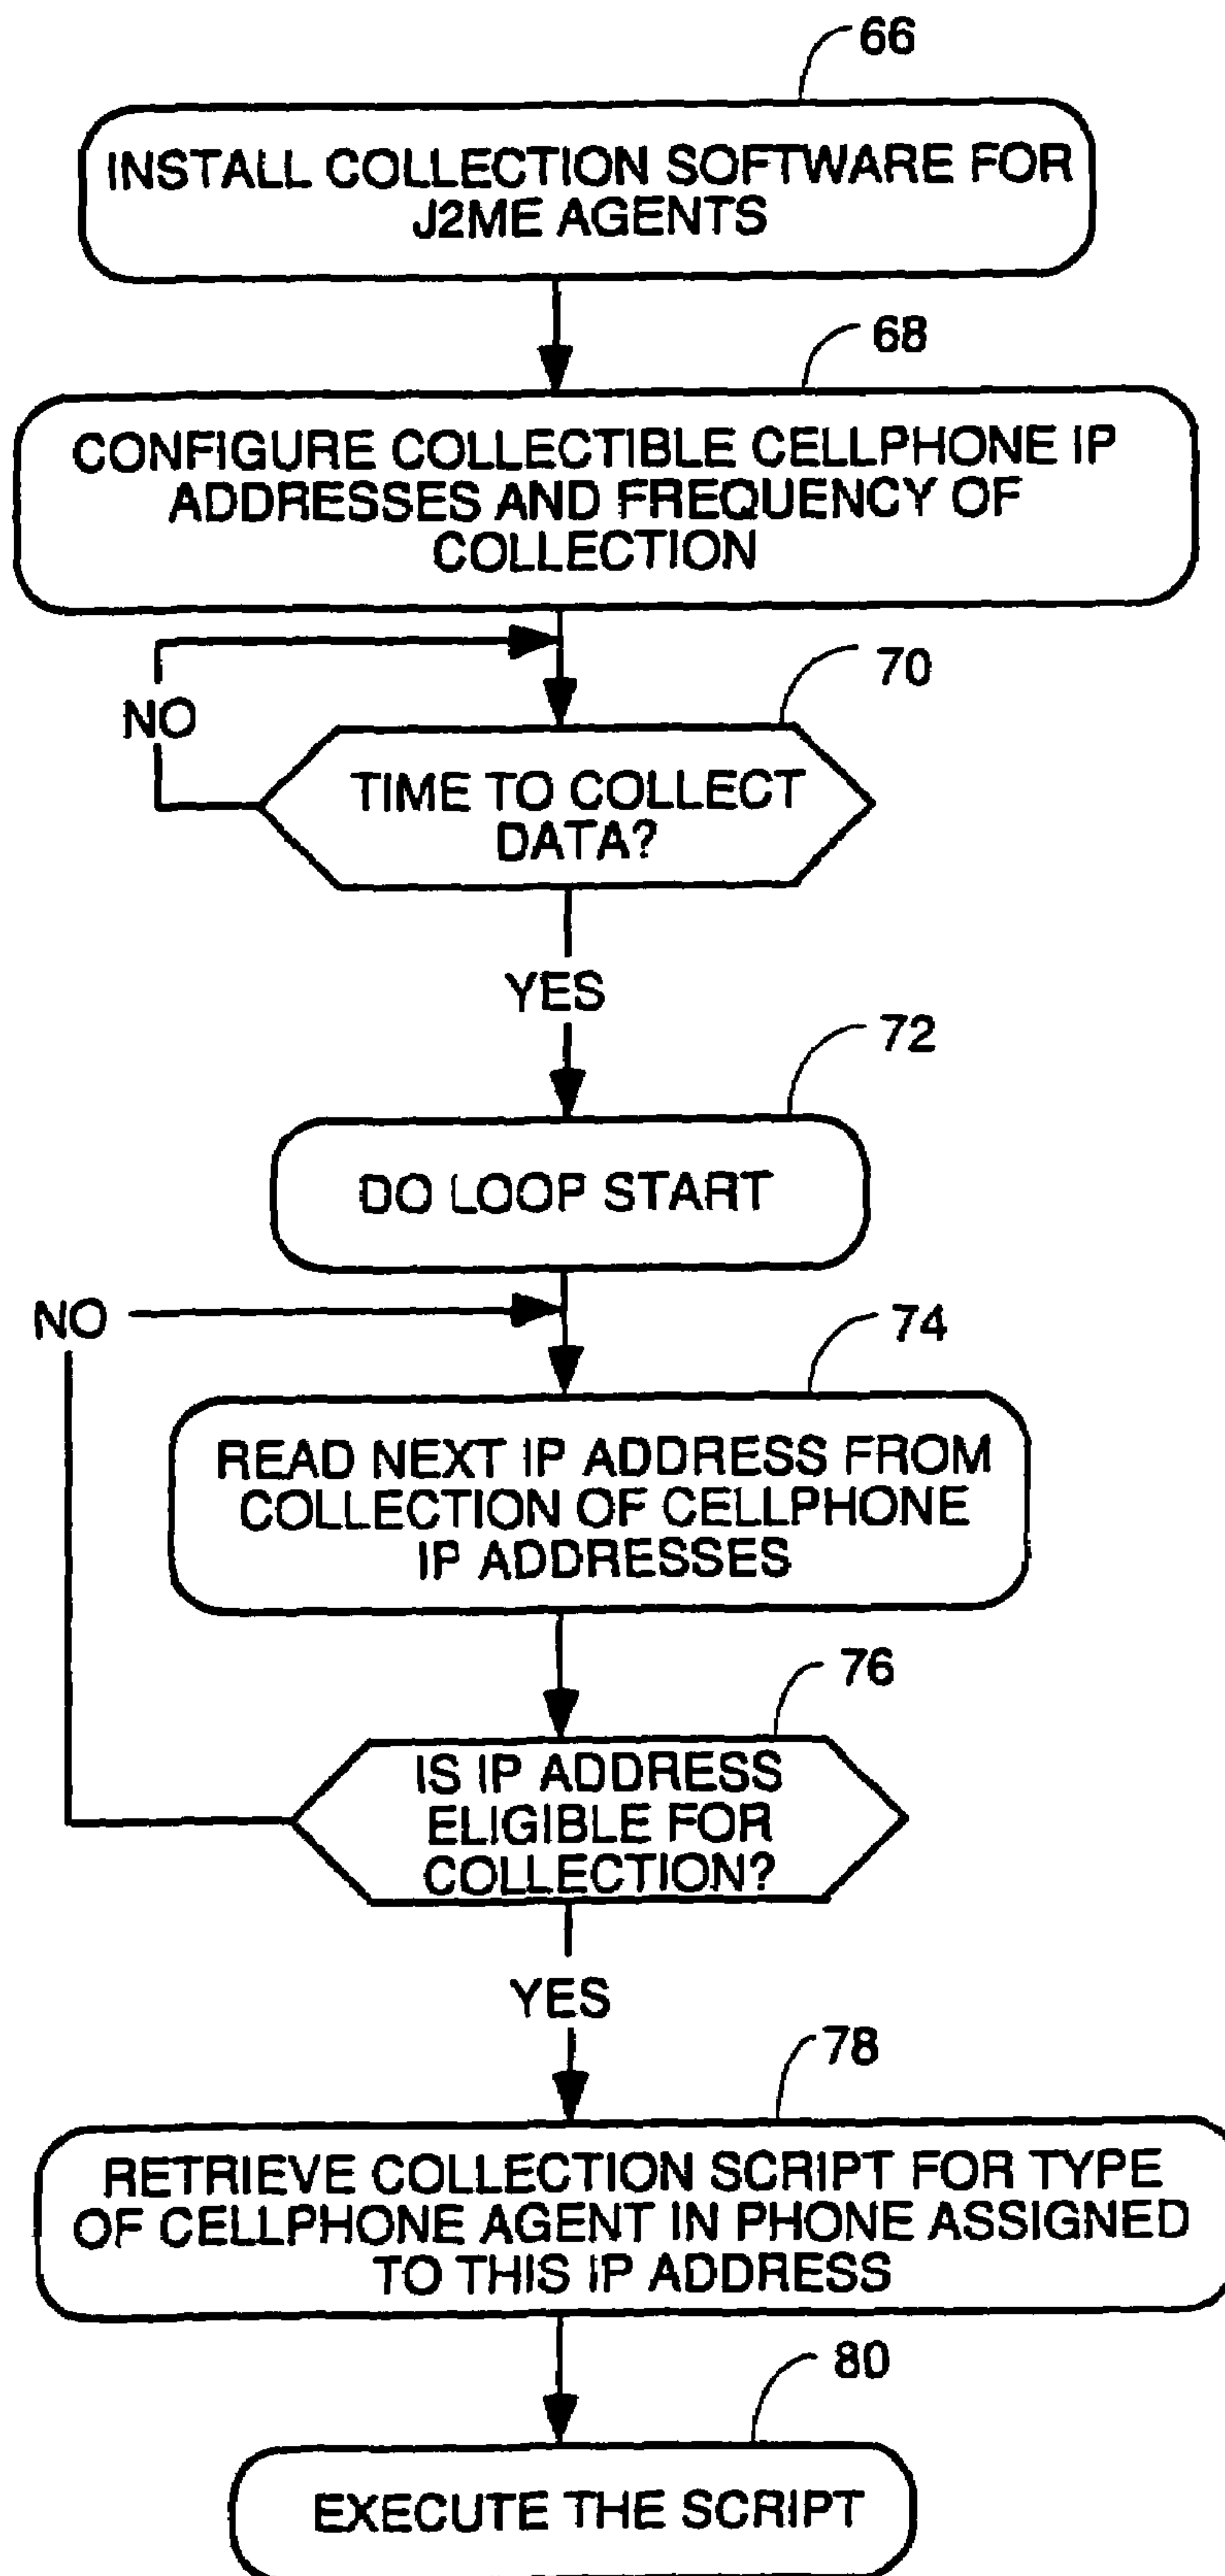 66
INSTALL COLLECTION SOFTWARE FOR
J2ME AGENTS
68
CONFIGURE COLLECTIBLE CELLPHONE IP
ADDRESSES AND FREQUENCY OF
COLLECTION
70
NO
TIME TO COLLECT
DATA?
YES
72
DO LOOP START
NO
74
READ NEXT IP ADDRESS FROM
COLLECTION OF CELLPHONE
IP ADDRESSES
76
IS IP ADDRESS
ELIGIBLE FOR
COLLECTION?
YES
78
RETRIEVE COLLECTION SCRIPT FOR TYPE
OF CELLPHONE AGENT IN PHONE ASSIGNED
TO THIS IP ADDRESS
80
EXECUTE THE SCRIPT